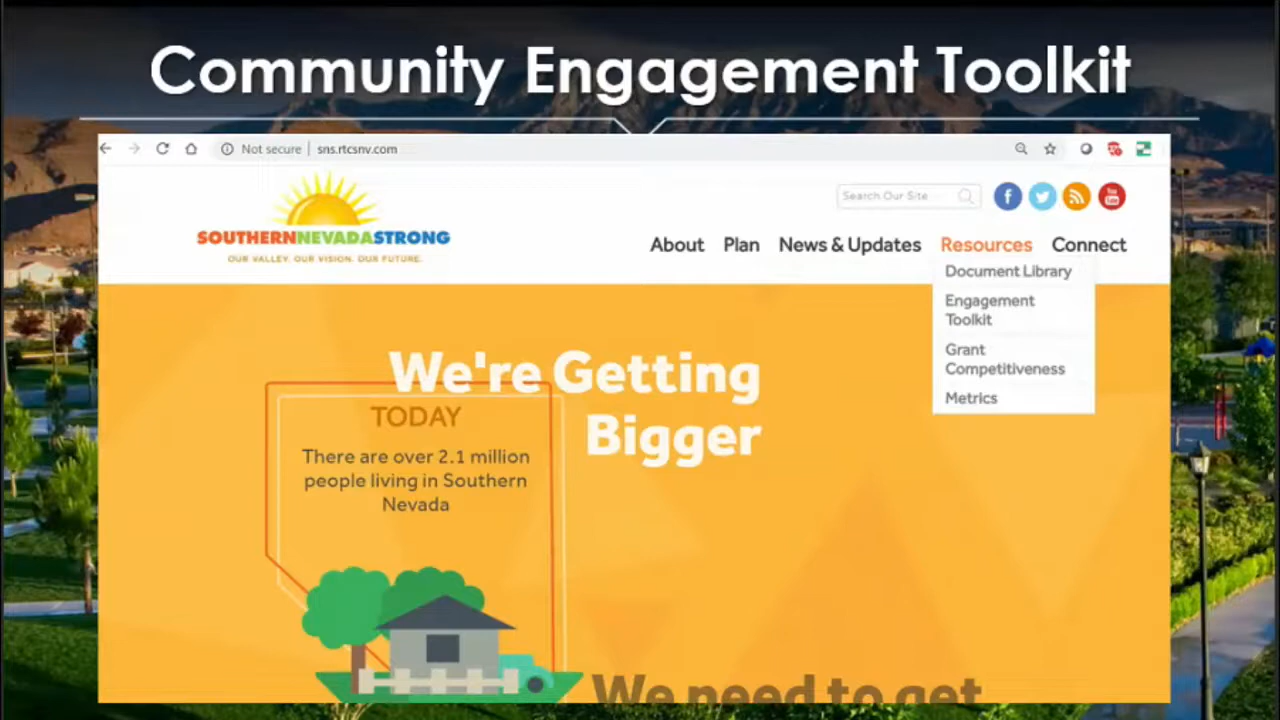 Community Engagement Toolkit
Not secure | sns.rtcsnv.com
Search Our Site
SOUTHERNNEVADASTRONG
OUR VALLEY. OUR VISION. OUR FUTURE.
About Plan News & Updates Resources Connect
Document Library
Engagement
Toolkit
Grant
Competitiveness
Metrics
We're Getting
Bigger
TODAY
There are over 2.1 million
people living in Southern
Nevada
We need to get